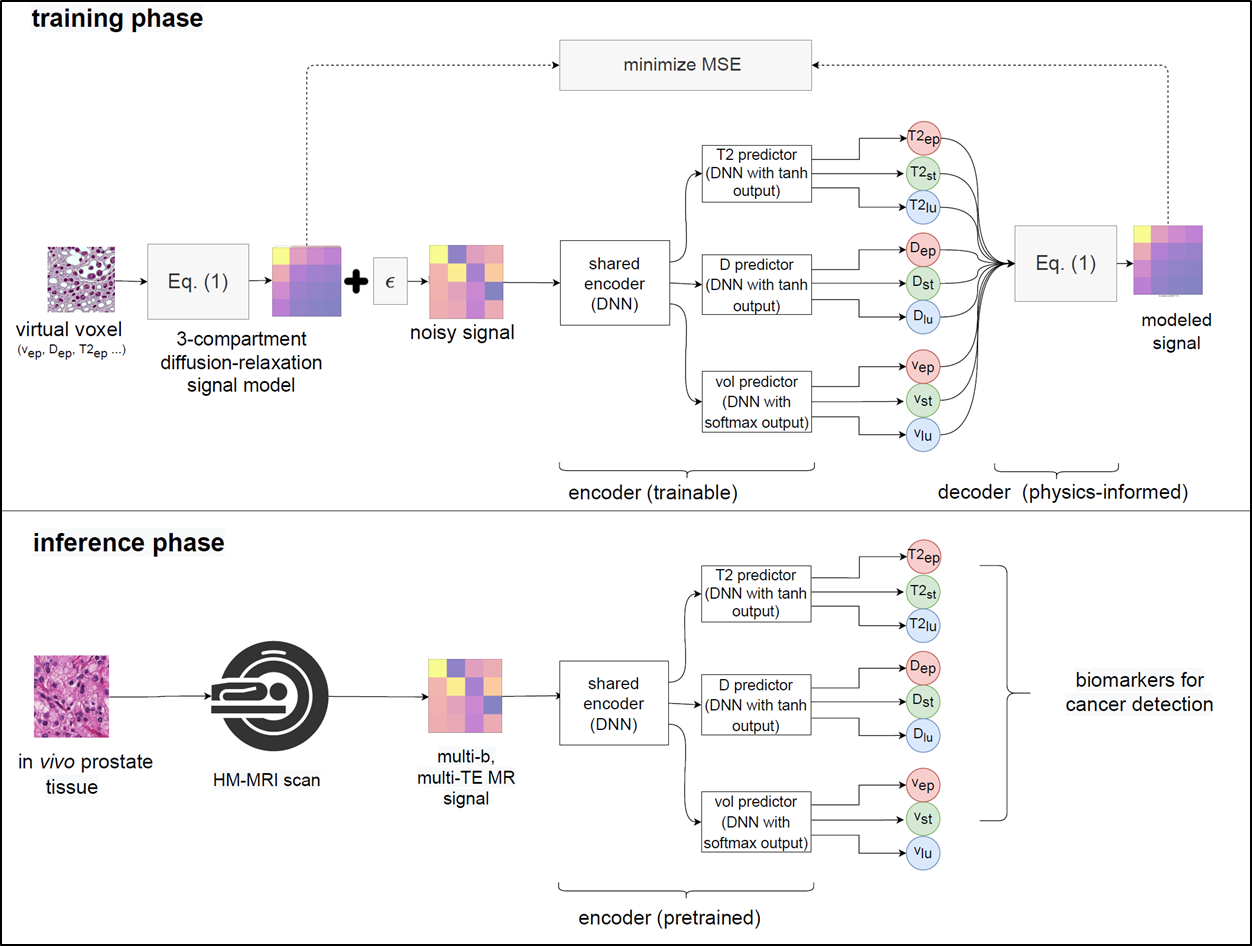 training phase
minimize MSE
virtual voxel
(vep, Dep, T2ep ...)
Eq. (1)
3-compartment
diffusion-relaxation
signal model
ϵ
noisy signal
shared
encoder
(DNN)
T2 predictor
(DNN with tanh
output)
D predictor
(DNN with tanh
output)
vol predictor
(DNN with
softmax output)
T2ep
T2st
T2lu
Dep
Dst
Dlu
vep
vst
vlu
Eq. (1)
modeled
signal
encoder (trainable)
decoder (physics-informed)
inference phase
in vivo prostate
tissue
HM-MRI scan
multi-b,
multi-TE MR
signal
shared
encoder
(DNN)
T2 predictor
(DNN with tanh
output)
D predictor
(DNN with tanh
output)
vol predictor
(DNN with
softmax output)
T2ep
T2st
T2lu
Dep
Dst
Dlu
vep
vst
vlu
biomarkers for
cancer detection
encoder (pretrained)